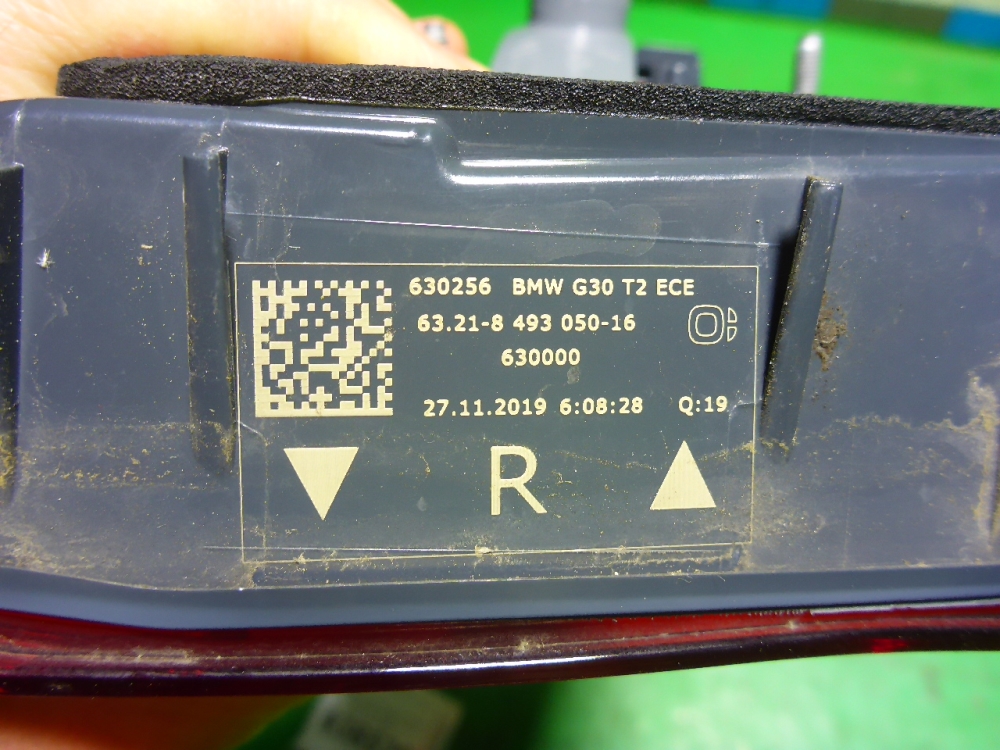 630256 BMW G30 T2 ECE
63.21-8 493 050-16
630000
27.11.2019 6:08:28 Q:19
R